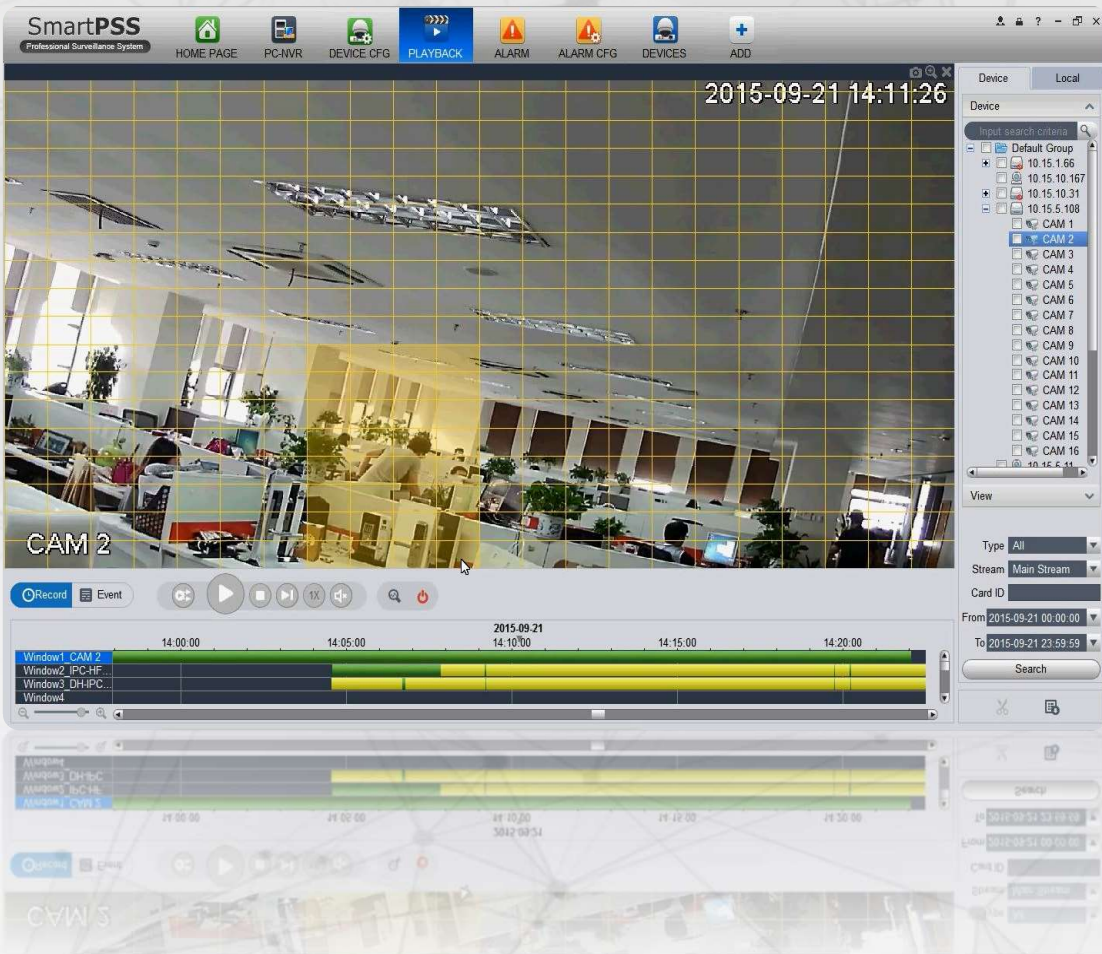 SmartPSS
Professional Surveillance System
HOME PAGE
PC-NVR
DEVICE CFG
PLAYBACK
ALARM
ALARM CFG
DEVICES
ADD
2015-09-21 14:11:26
CAM 2
Device
Local
Device
Input search criteria
Default Group
10.15.1.66
10.15.10.167
10.15.10.31
10.15.5.108
CAM 1
CAM 2
CAM 3
CAM 4
CAM 5
CAM 6
CAM 7
CAM 8
CAM 9
CAM 10
CAM 11
CAM 12
CAM 13
CAM 14
CAM 15
CAM 16
View
Type All
Stream Main Stream
Card ID
From 2015-09-21 00:00:00
To 2015-09-21 23:59:59
Search
Record
Event
1X
2015-09-21
14:00:00 14:05:00 14:10:00 14:15:00 14:20:00
Window1_CAM 2
Window2_IPC-HF...
Window3_DH-IPC...
Window4